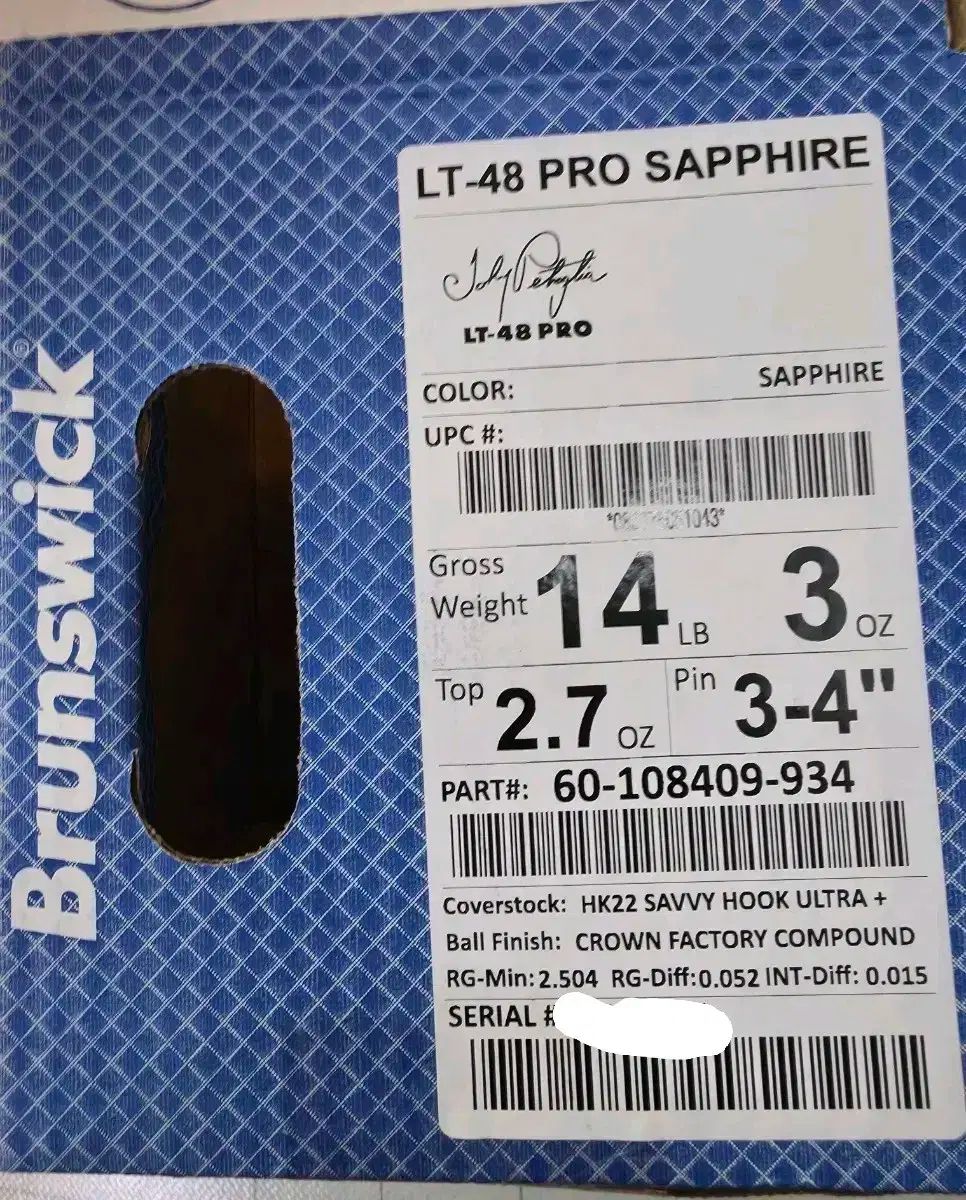 Brunswick®
LT-48 PRO SAPPHIRE
LT-48 PRO
COLOR: SAPPHIRE
UPC #:
Gross Weight 14 LB 3 OZ
Top 2.7 OZ Pin 3-4"
PART#: 60-108409-934
Coverstock: HK22 SAVVY HOOK ULTRA +
Ball Finish: CROWN FACTORY COMPOUND
RG-Min: 2.504 RG-Diff: 0.052 INT-Diff: 0.015
SERIAL #